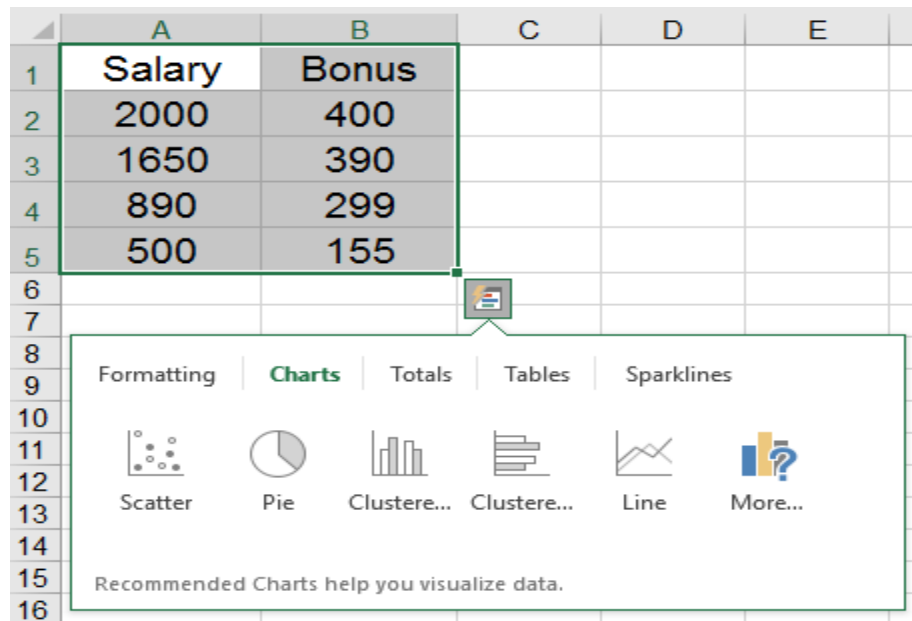 A B C D E
1 Salary Bonus
2 2000 400
3 1650 390
4 890 299
5 500 155
6
7
8
9
10
11
12
13
14
15
16
Formatting Charts Totals Tables Sparklines
Scatter Pie Clustere... Clustere... Line More...
Recommended Charts help you visualize data.